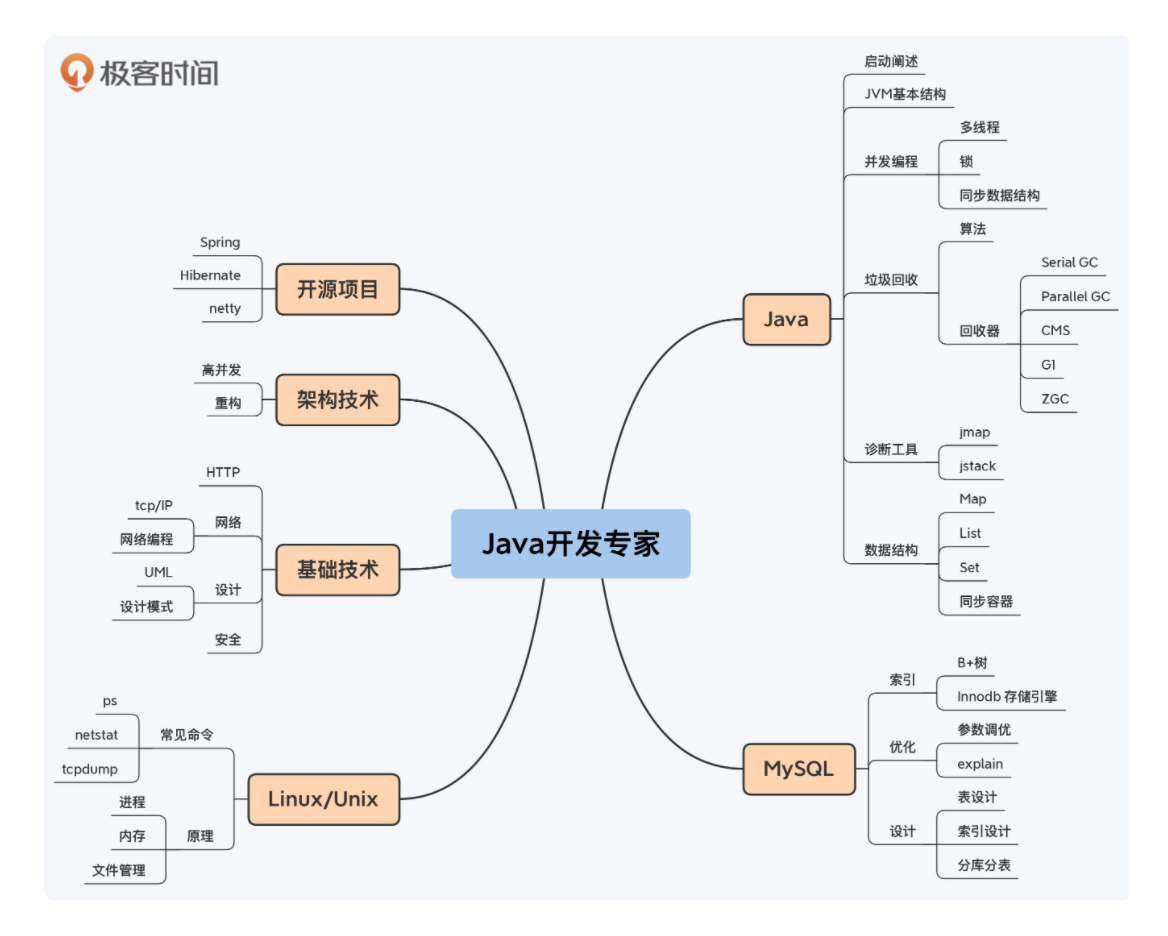 极客时间
Java开发专家
开源项目
Spring
Hibernate
netty
架构技术
高并发
重构
基础技术
HTTP
网络
tcp/IP
网络编程
设计
UML
设计模式
安全
Linux/Unix
常见命令
ps
netstat
tcpdump
原理
进程
内存
文件管理
Java
启动阐述
JVM基本结构
并发编程
多线程
锁
同步数据结构
垃圾回收
算法
回收器
Serial GC
Parallel GC
CMS
G1
ZGC
诊断工具
jmap
jstack
数据结构
Map
List
Set
同步容器
MySQL
索引
B+树
Innodb 存储引擎
优化
参数调优
explain
设计
表设计
索引设计
分库分表